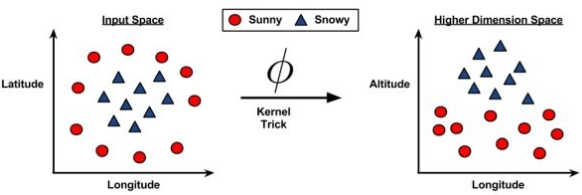 Input Space
Sunny Snowy
Higher Dimension Space
Latitude
ϕ
Kernel
Trick
Altitude
Longitude
Longitude